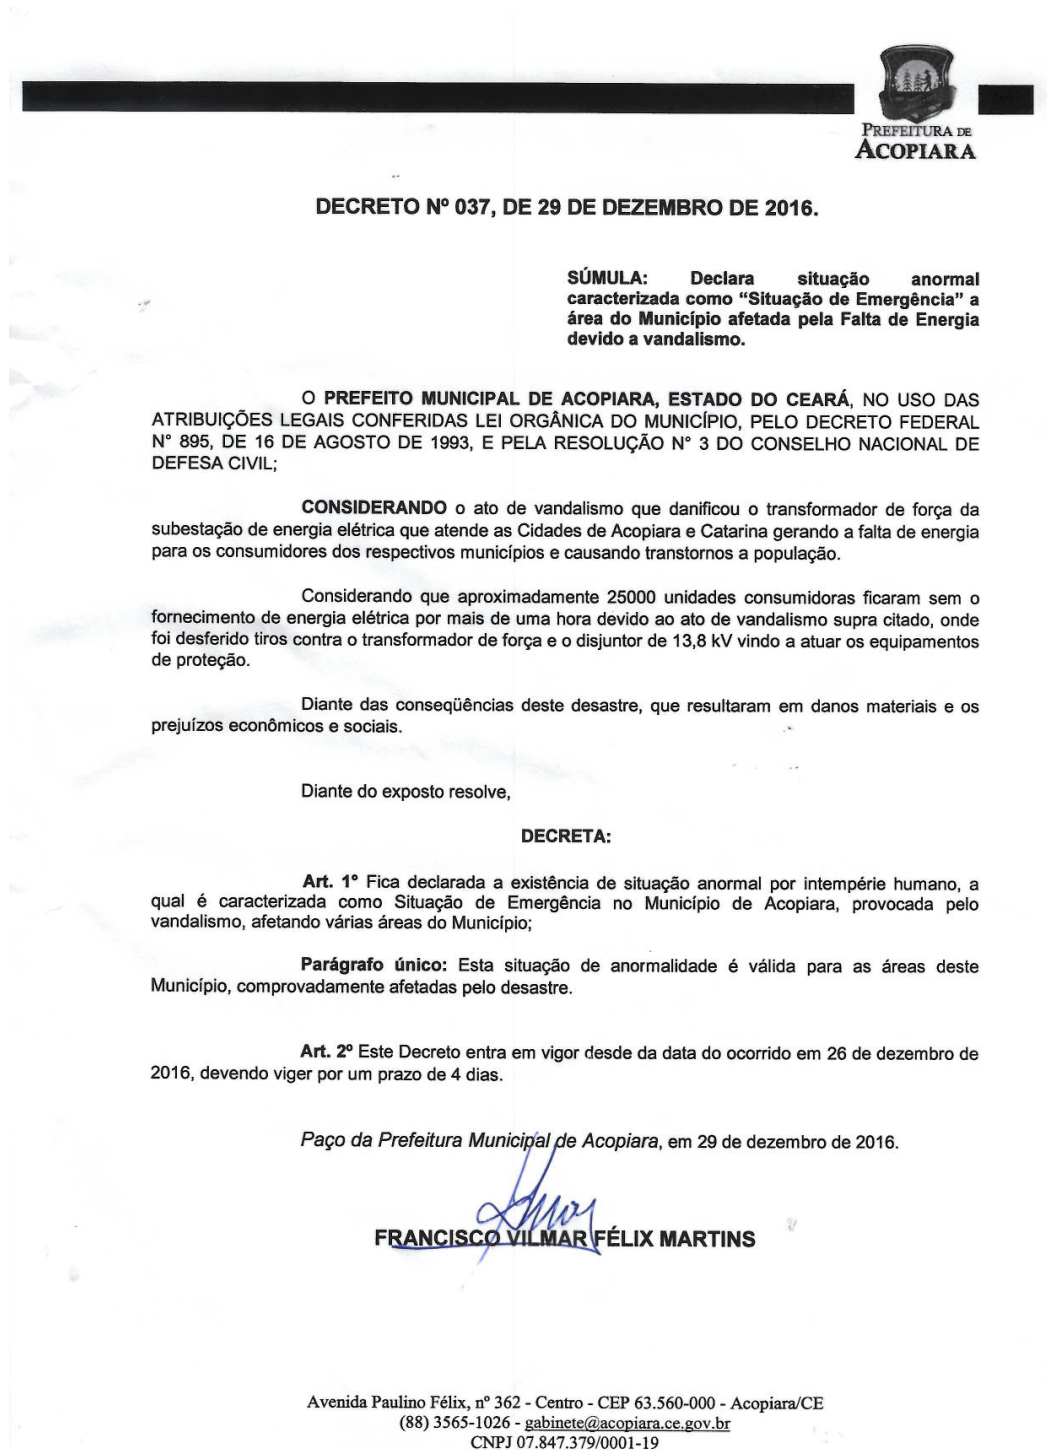 PREFEITURA DE
ACOPIARA
DECRETO Nº 037, DE 29 DE DEZEMBRO DE 2016.
SÚMULA: Declara situação anormal
caracterizada como “Situação de Emergência” a
área do Município afetada pela Falta de Energia
devido a vandalismo.
O PREFEITO MUNICIPAL DE ACOPIARA, ESTADO DO CEARÁ, NO USO DAS
ATRIBUIÇÕES LEGAIS CONFERIDAS LEI ORGÂNICA DO MUNICÍPIO, PELO DECRETO FEDERAL
N° 895, DE 16 DE AGOSTO DE 1993, E PELA RESOLUÇÃO N° 3 DO CONSELHO NACIONAL DE
DEFESA CIVIL;
CONSIDERANDO o ato de vandalismo que danificou o transformador de força da
subestação de energia elétrica que atende as Cidades de Acopiara e Catarina gerando a falta de energia
para os consumidores dos respectivos municípios e causando transtornos a população.
Considerando que aproximadamente 25000 unidades consumidoras ficaram sem o
fornecimento de energia elétrica por mais de uma hora devido ao ato de vandalismo supra citado, onde
foi desferido tiros contra o transformador de força e o disjuntor de 13,8 kV vindo a atuar os equipamentos
de proteção.
Diante das conseqüências deste desastre, que resultaram em danos materiais e os
prejuízos econômicos e sociais.
Diante do exposto resolve,
DECRETA:
Art. 1° Fica declarada a existência de situação anormal por intempérie humano, a
qual é caracterizada como Situação de Emergência no Município de Acopiara, provocada pelo
vandalismo, afetando várias áreas do Município;
Parágrafo único: Esta situação de anormalidade é válida para as áreas deste
Município, comprovadamente afetadas pelo desastre.
Art. 2º Este Decreto entra em vigor desde da data do ocorrido em 26 de dezembro de
2016, devendo viger por um prazo de 4 dias.
Paço da Prefeitura Municipal de Acopiara, em 29 de dezembro de 2016.
FRANCISCO VILMAR FÉLIX MARTINS
Avenida Paulino Félix, nº 362 - Centro - CEP 63.560-000 - Acopiara/CE
(88) 3565-1026 - gabinete@acopiara.ce.gov.br
CNPJ 07.847.379/0001-19